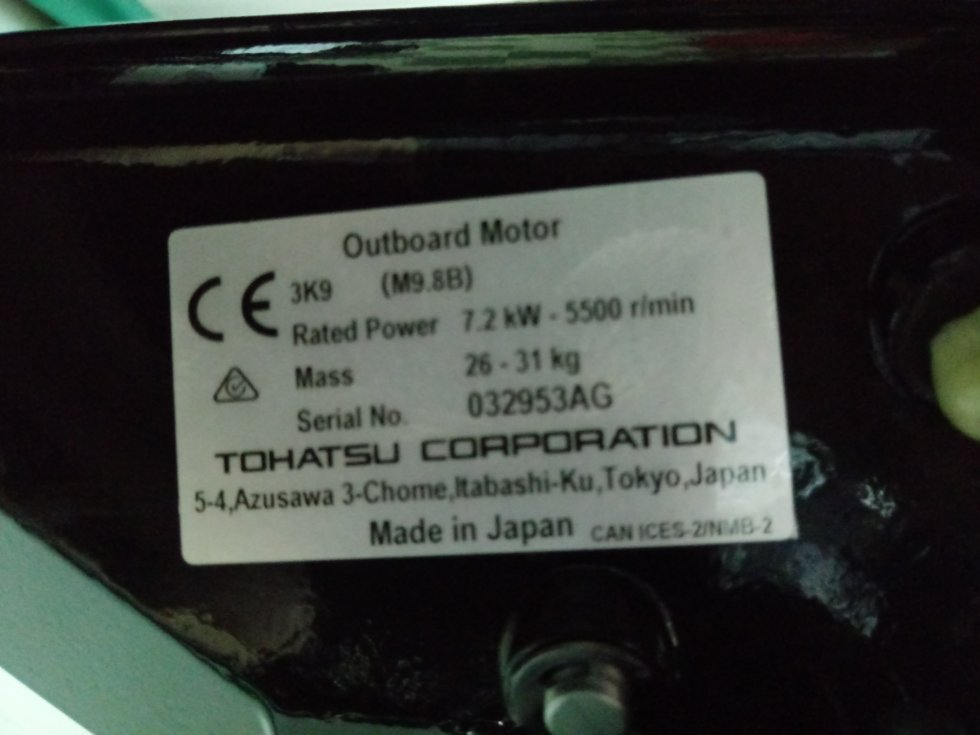 Outboard Motor
CE 3K9 (M9.8B)
Rated Power 7.2 kW - 5500 r/min
Mass 26 - 31 kg
Serial No. 032953AG
TOHATSU CORPORATION
5-4,Azusawa 3-Chome,Itabashi-Ku,Tokyo,Japan
Made in Japan CAN ICES-2/NMB-2